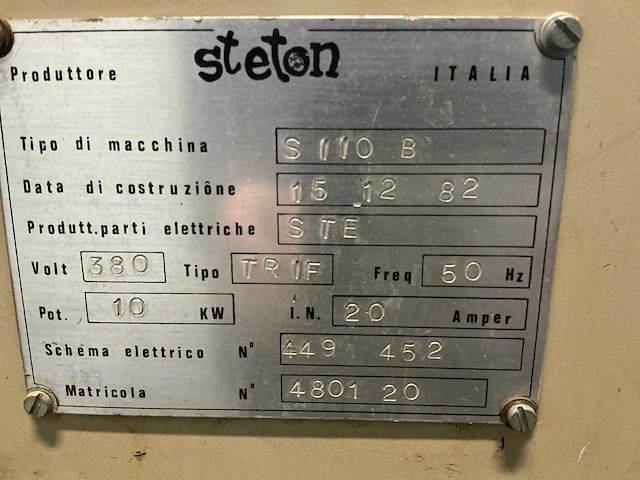 Produttore steton ITALIA
Tipo di macchina S 110 B
Data di costruziône 15 12 82
Produtt.parti elettriche STE
Volt 380 Tipo TRIF Freq 50 Hz
Pot. 10 KW I.N. 20 Amper
Schema elettrico N° 449 452
Matricola N° 4801 20